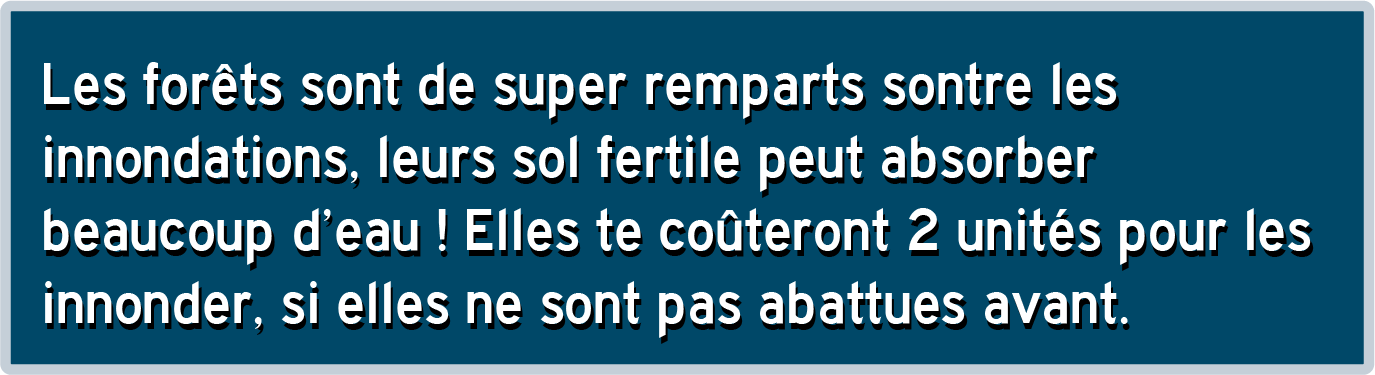 Les forêts sont de super remparts sontre les
innondations, leurs sol fertile peut absorber
beaucoup d’eau ! Elles te coûteront 2 unités pour les
innonder, si elles ne sont pas abattues avant.